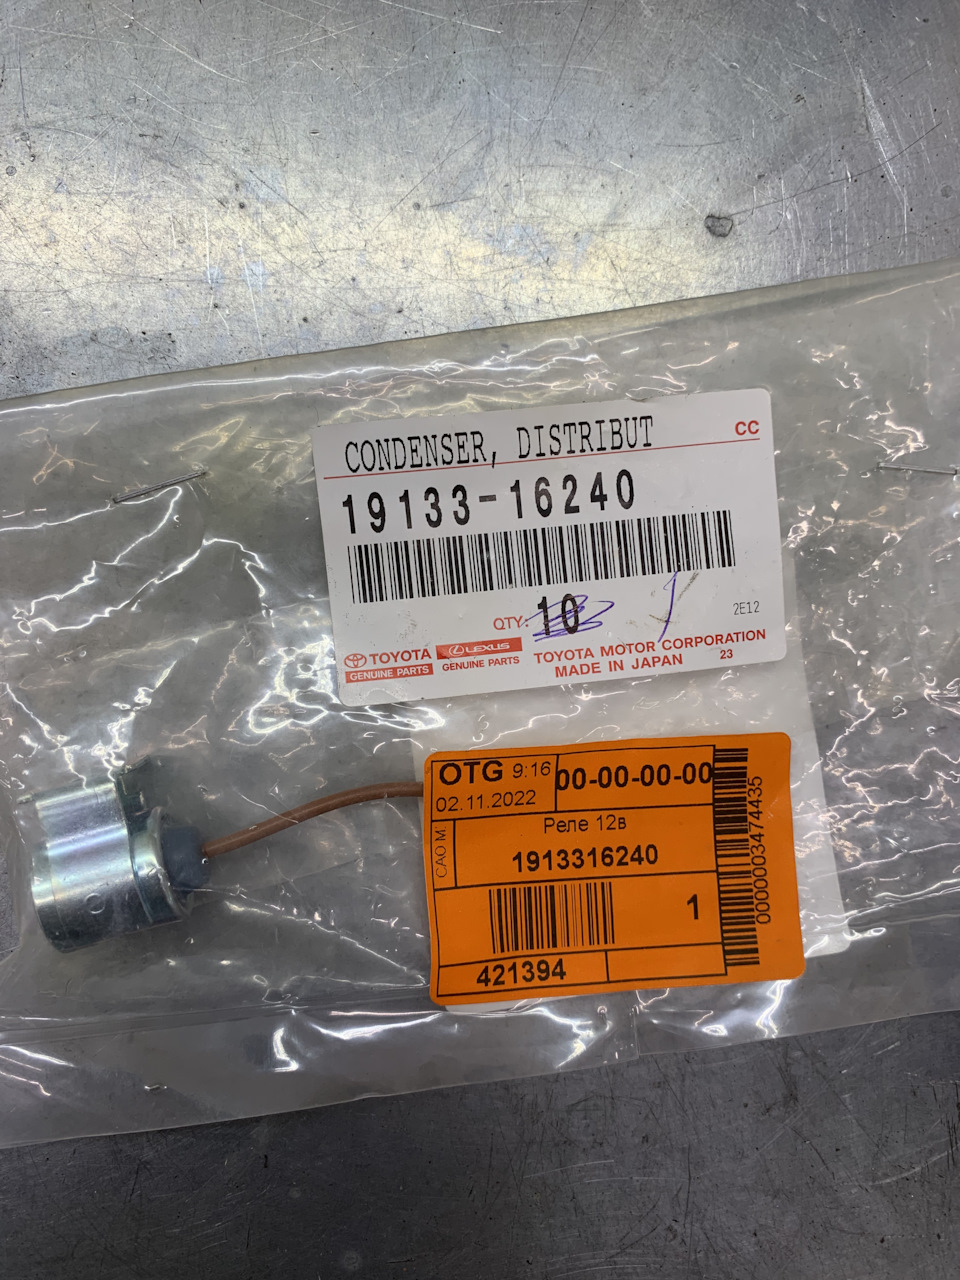 CONDENSER, DISTRIBUT
CC
19133-16240
QTY: 10
2E12
TOYOTA
GENUINE PARTS
LEXUS
GENUINE PARTS
TOYOTA MOTOR CORPORATION
MADE IN JAPAN 23
OTG 9:16
02.11.2022
00-00-00-00
CAO M
Реле 12в
1913316240
1
421394
0000003474435